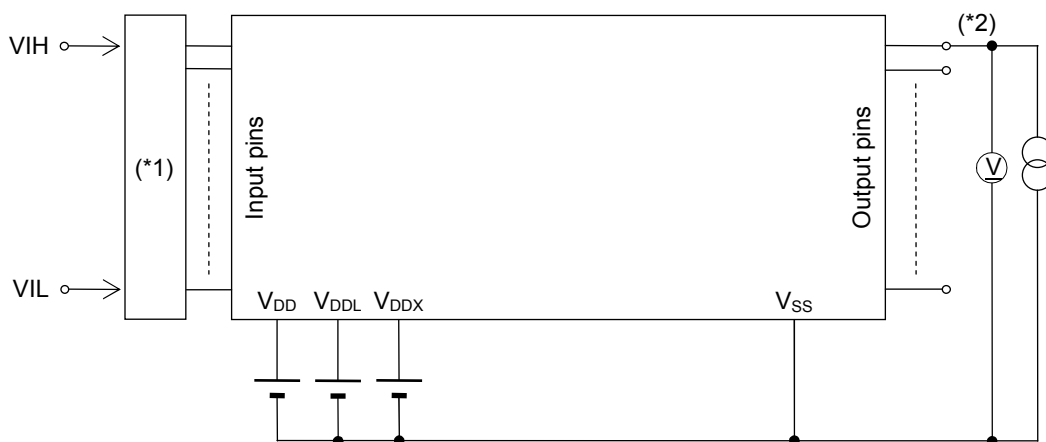 (*2)
VIH
(*1)
Input pins
Output pins
V
VIL
VDD VDDL VDDX VSS